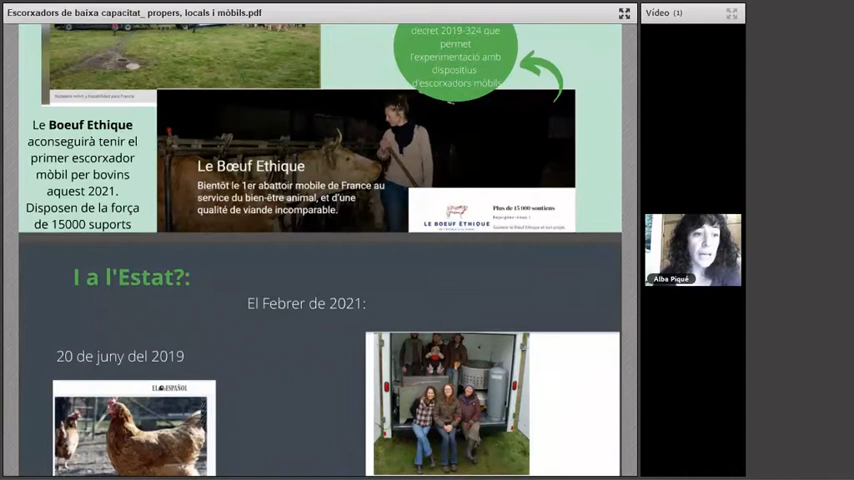 Escorxadors de baixa capacitat_ propers, locals i mòbils.pdf
Vídeo (1)
decret 2019-324 que
permet
l'experimentació amb
dispositius
d'escorxadors mòbils
Le Boeuf Ethique
aconseguirà tenir el
primer escorxador
mòbil per bovins
aquest 2021.
Disposen de la força
de 15000 suports
Le Bœuf Ethique
Bientôt le 1er abattoir mobile de France au
service du bien-être animal, et d'une
qualité de viande incomparable.
LE BOEUF ÉTHIQUE
Plus de 15 000 soutiens
Alba Piqué
I a l'Estat?:
El Febrer de 2021:
20 de juny del 2019
EL ESPAÑOL